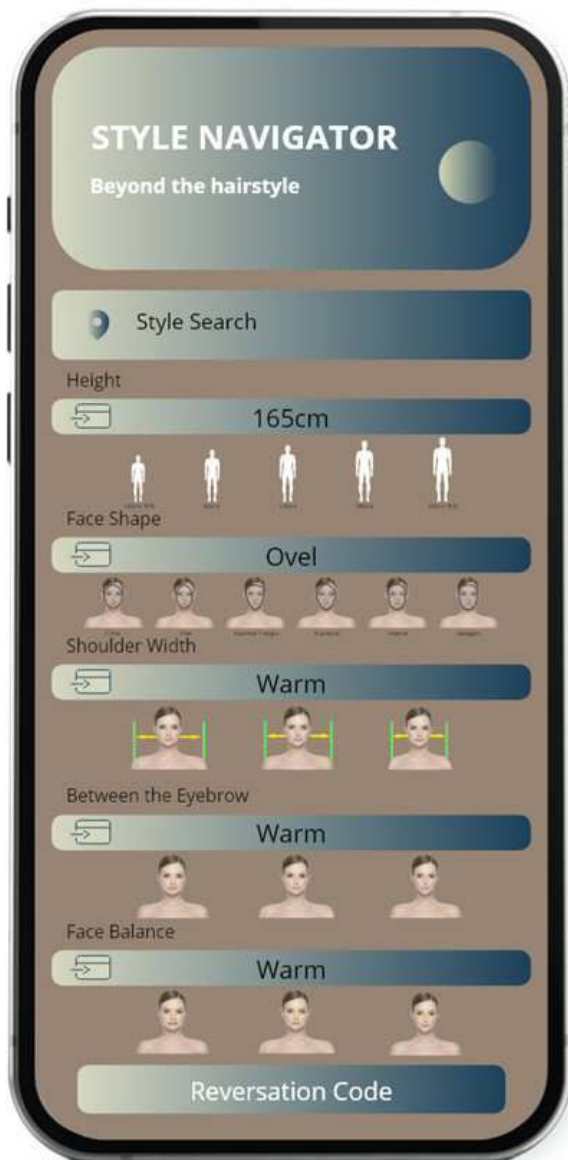 STYLE NAVIGATOR
Beyond the hairstyle
Style Search
Height
165cm
Face Shape
Ovel
Shoulder Width
Warm
Between the Eyebrow
Warm
Face Balance
Warm
Reversation Code